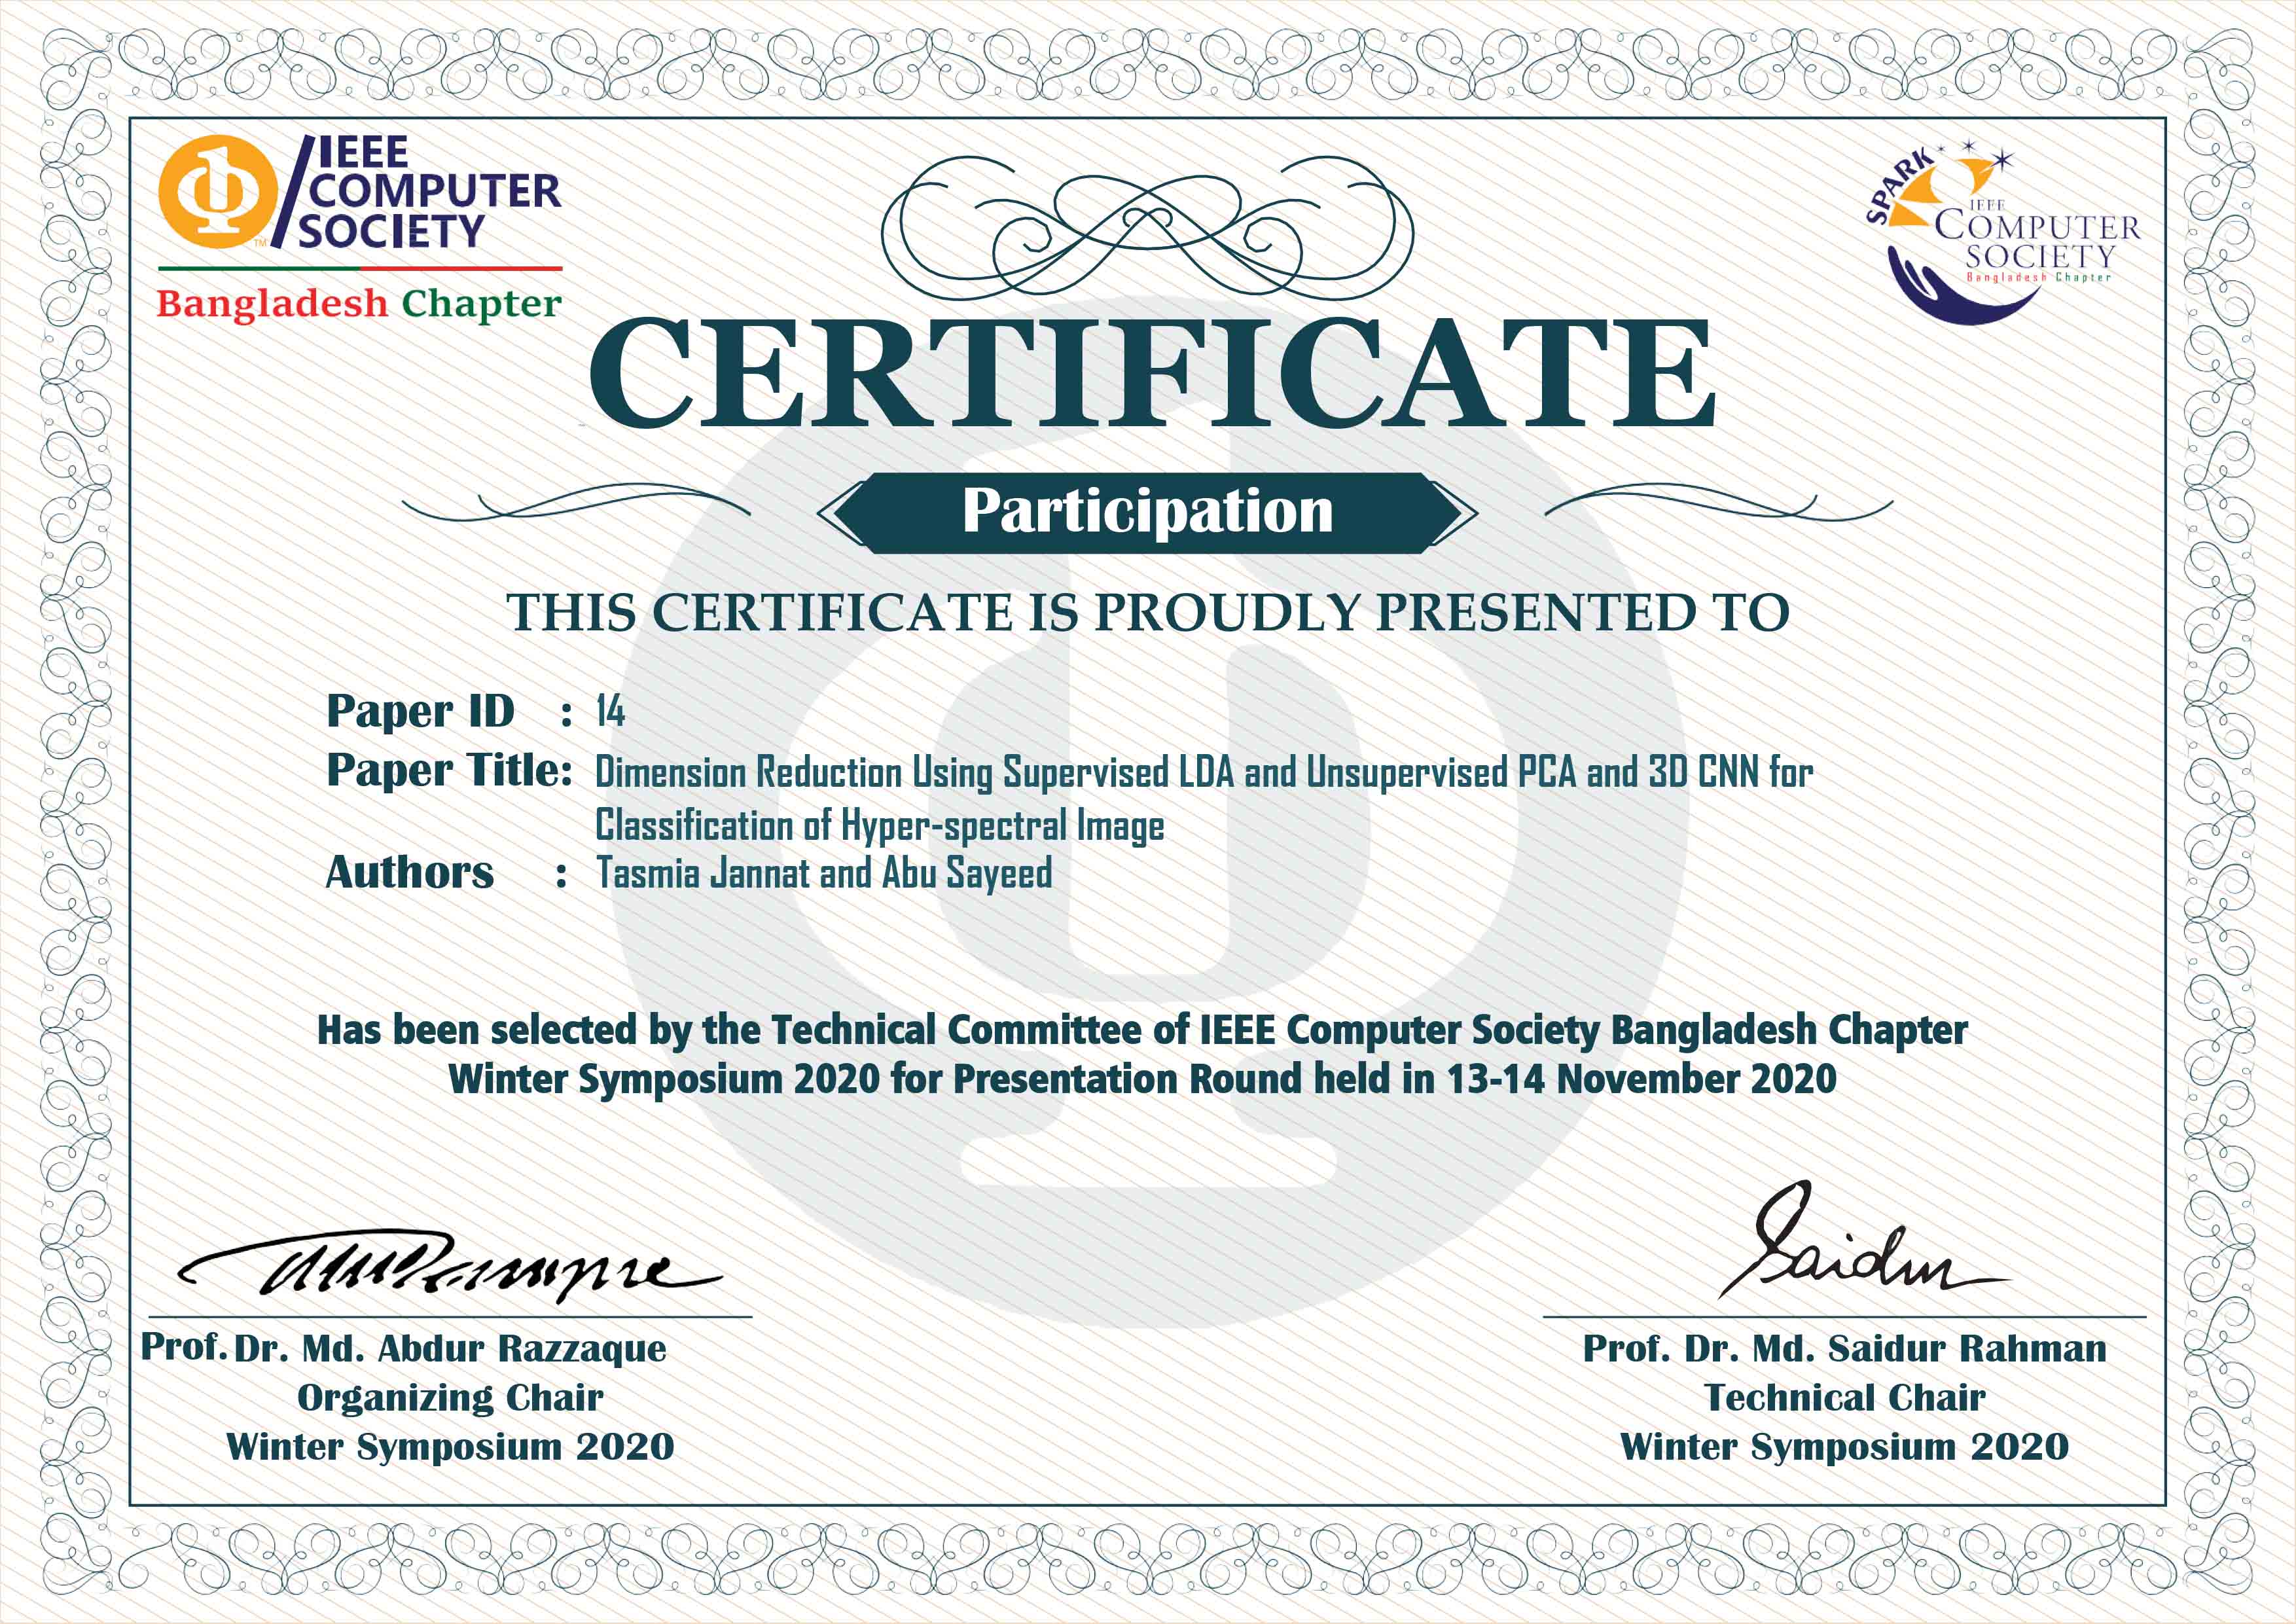 IEEE
COMPUTER
SOCIETY
TM
Bangladesh Chapter
SPARK
IEEE
COMPUTER
SOCIETY
Bangladesh Chapter
CERTIFICATE
Participation
THIS CERTIFICATE IS PROUDLY PRESENTED TO
Paper ID : 14
Paper Title: Dimension Reduction Using Supervised LDA and Unsupervised PCA and 3D CNN for
Classification of Hyper-spectral Image
Authors : Tasmia Jannat and Abu Sayeed
Has been selected by the Technical Committee of IEEE Computer Society Bangladesh Chapter
Winter Symposium 2020 for Presentation Round held in 13-14 November 2020
Saidur
Prof. Dr. Md. Abdur Razzaque
Organizing Chair
Winter Symposium 2020
Prof. Dr. Md. Saidur Rahman
Technical Chair
Winter Symposium 2020